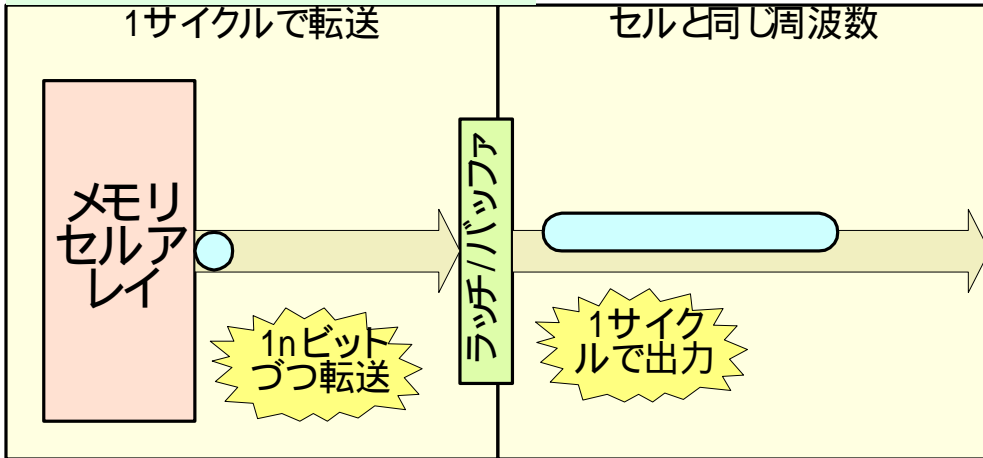 1サイクルで転送
セルと同じ周波数
メモリ
セルア
レイ
ラッチ/バッファ
1nビット
づつ転送
1サイク
ルで出力